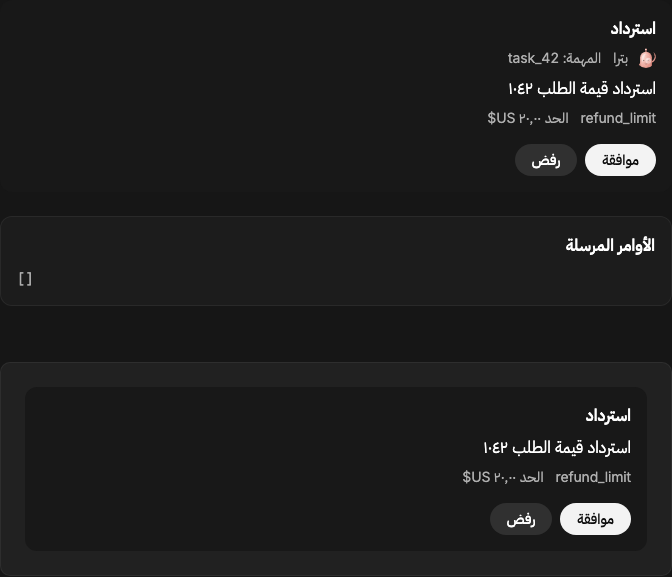 استرداد
بترا المهمة: task_42
استرداد قيمة الطلب ١٠٤٢
refund_limit الحد ٢٠٫٠٠ US$
موافقة رفض
الأوامر المرسلة
[]
استرداد
استرداد قيمة الطلب ١٠٤٢
refund_limit الحد ٢٠٫٠٠ US$
موافقة رفض